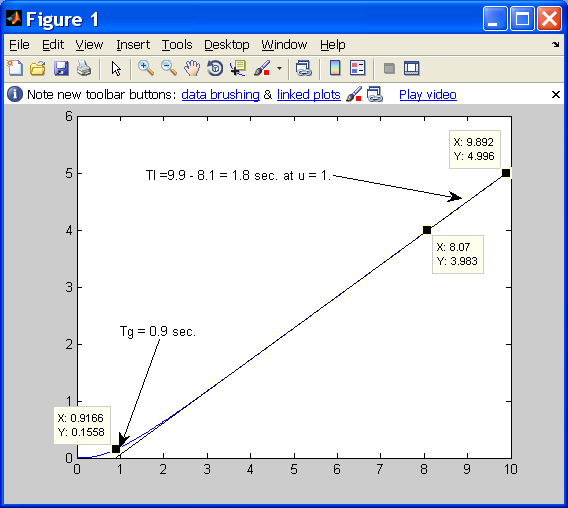 Figure 1
File Edit View Insert Tools Desktop Window Help
Note new toolbar buttons: data brushing & linked plots Play video
6
X: 9.892
Y: 4.996
5
TI =9.9 - 8.1 = 1.8 sec. at u = 1.
4
X: 8.07
Y: 3.983
3
Tg = 0.9 sec.
2
1
X: 0.9166
Y: 0.1558
0
0 1 2 3 4 5 6 7 8 9 10